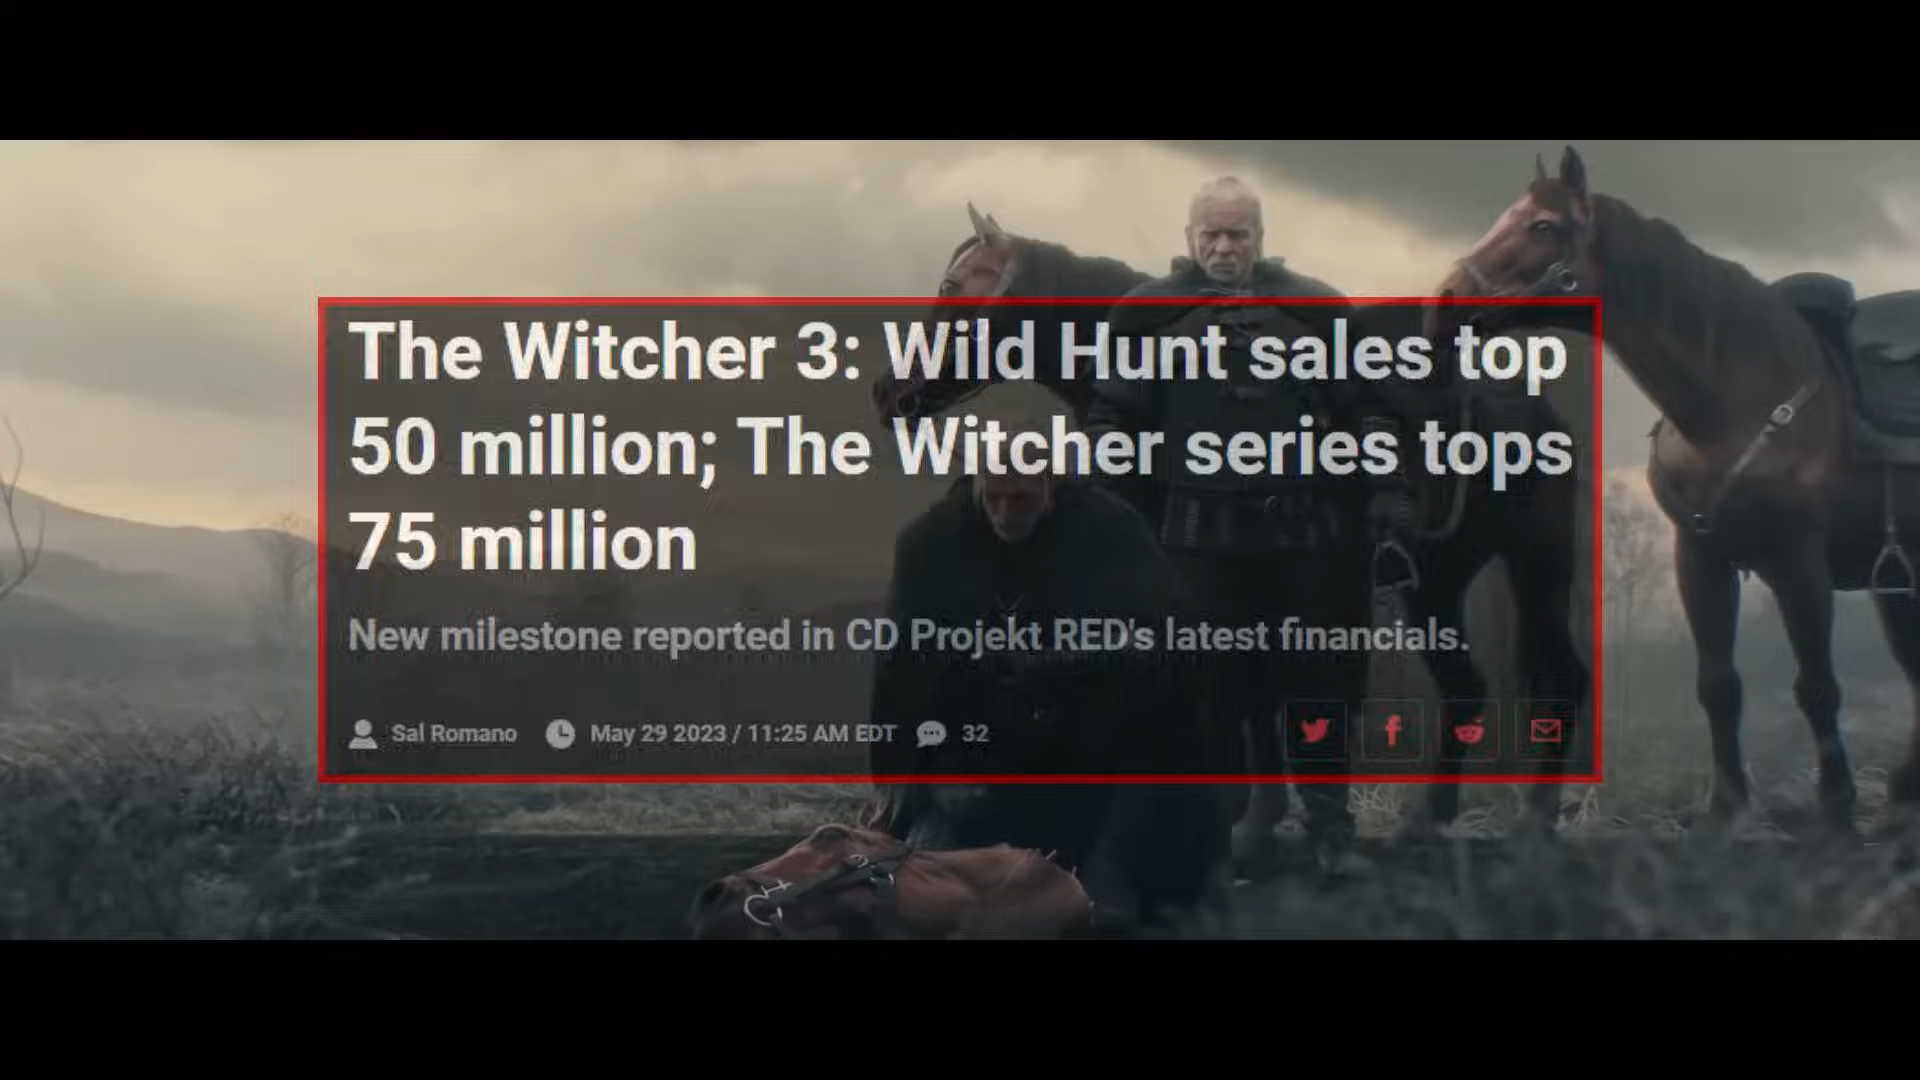 The Witcher 3: Wild Hunt sales top
50 million; The Witcher series tops
75 million
New milestone reported in CD Projekt RED's latest financials.
Sal Romano May 29 2023 / 11:25 AM EDT 32